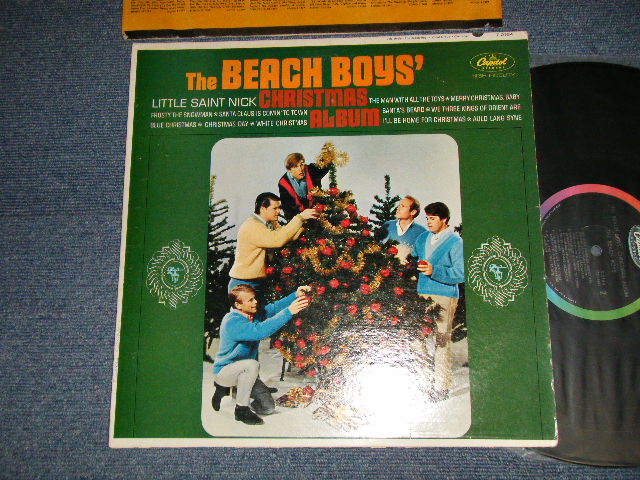 Capitol
HIGH FIDELITY
The BEACH BOYS'
CHRISTMAS
ALBUM
LITTLE SAINT NICK
FROSTY THE SNOWMAN ★ SANTA CLAUS IS COMIN' TO TOWN
BLUE CHRISTMAS ★ CHRISTMAS DAY ★ WHITE CHRISTMAS
THE MAN WITH ALL THE TOYS ★ MERRY CHRISTMAS, BABY
SANTA'S BEARD ★ WE THREE KINGS OF ORIENT ARE
I'LL BE HOME FOR CHRISTMAS ★ AULD LANG SYNE